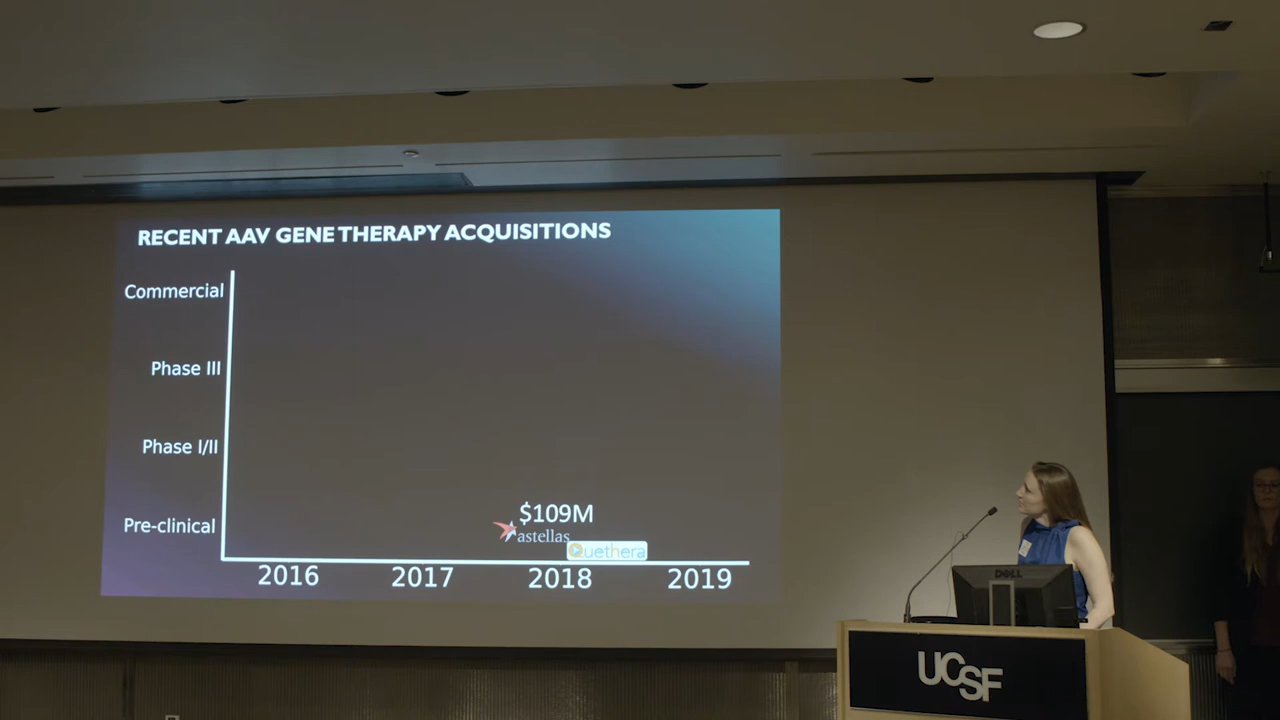 RECENT AAV GENE THERAPY ACQUISITIONS
Commercial
Phase III
Phase I/II
Pre-clinical
$109M
astellas
Quethera
2016 2017 2018 2019
DELL
UCSF